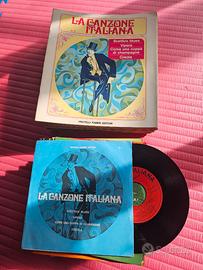 LA CANZONE
ITALIANA
Scettico blues
Vipera
Come una coppa
di champagne
Creola
FRATELLI FABBRI EDITORI
LA CANZONE ITALIANA
SCETTICO BLUES
VIPERA
COME UNA COPPA DI CHAMPAGNE
CREOLA